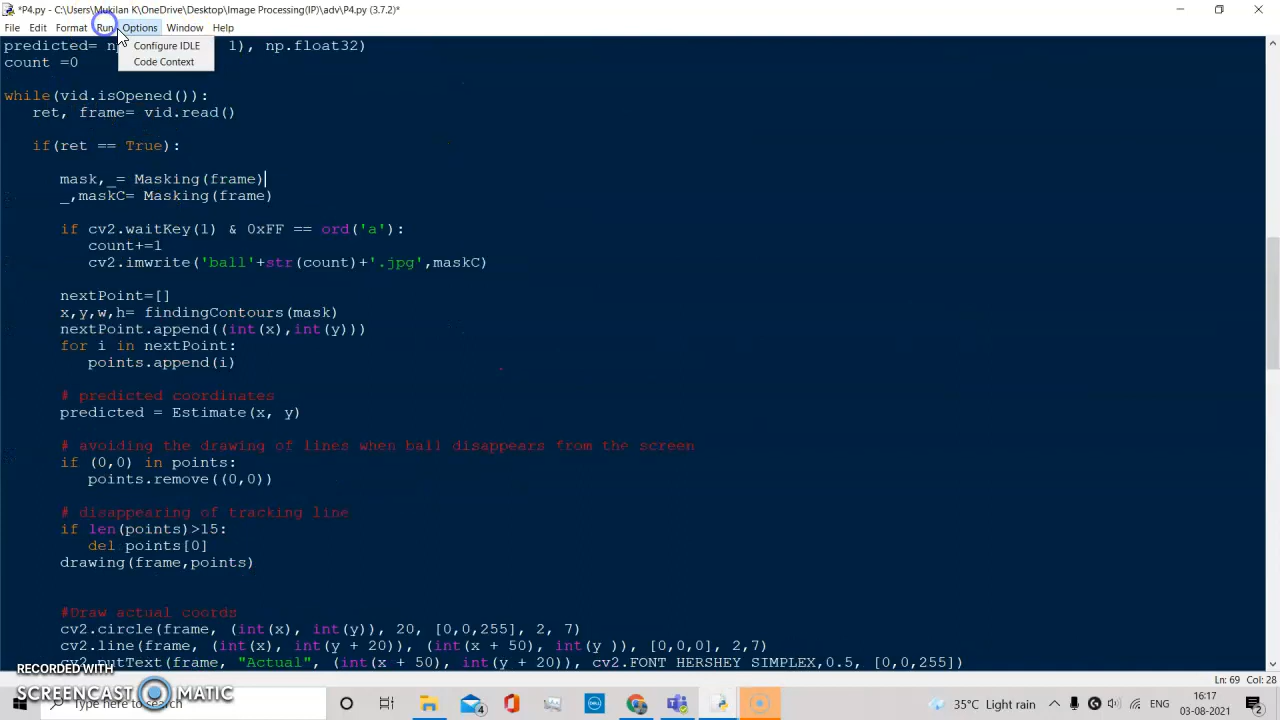 *P4.py - C:\Users\Mukilan K\OneDrive\Desktop\Image Processing(IP)\adv\P4.py (3.7.2)*
File Edit Format Run Options Window Help
predicted= np 1), np.float32)
Configure IDLE
count =0
Code Context
while(vid.isOpened()):
ret, frame= vid.read()
if(ret == True):
mask,_= Masking(frame)
_,maskC= Masking(frame)
if cv2.waitKey(1) & 0xFF == ord('a'):
count+=1
cv2.imwrite('ball'+str(count)+'.jpg',maskC)
nextPoint=[]
x,y,w,h= findingContours(mask)
nextPoint.append((int(x),int(y)))
for i in nextPoint:
points.append(i)
# predicted coordinates
predicted = Estimate(x, y)
# avoiding the drawing of lines when ball disappears from the screen
if (0,0) in points:
points.remove((0,0))
# disappearing of tracking line
if len(points)>15:
del points[0]
drawing(frame,points)
#Draw actual coords
cv2.circle(frame, (int(x), int(y)), 20, [0,0,255], 2, 7)
cv2.line(frame, (int(x), int(y + 20)), (int(x + 50), int(y )), [0,0,0], 2,7)
cv2.putText(frame, "Actual", (int(x + 50), int(y + 20)), cv2.FONT_HERSHEY_SIMPLEX,0.5, [0,0,255])
RECORDED WITH
SCREENCAST MATIC
Ln: 69 Col: 28
Type here to search
4
35°C Light rain
ENG
16:17
03-08-2021
2